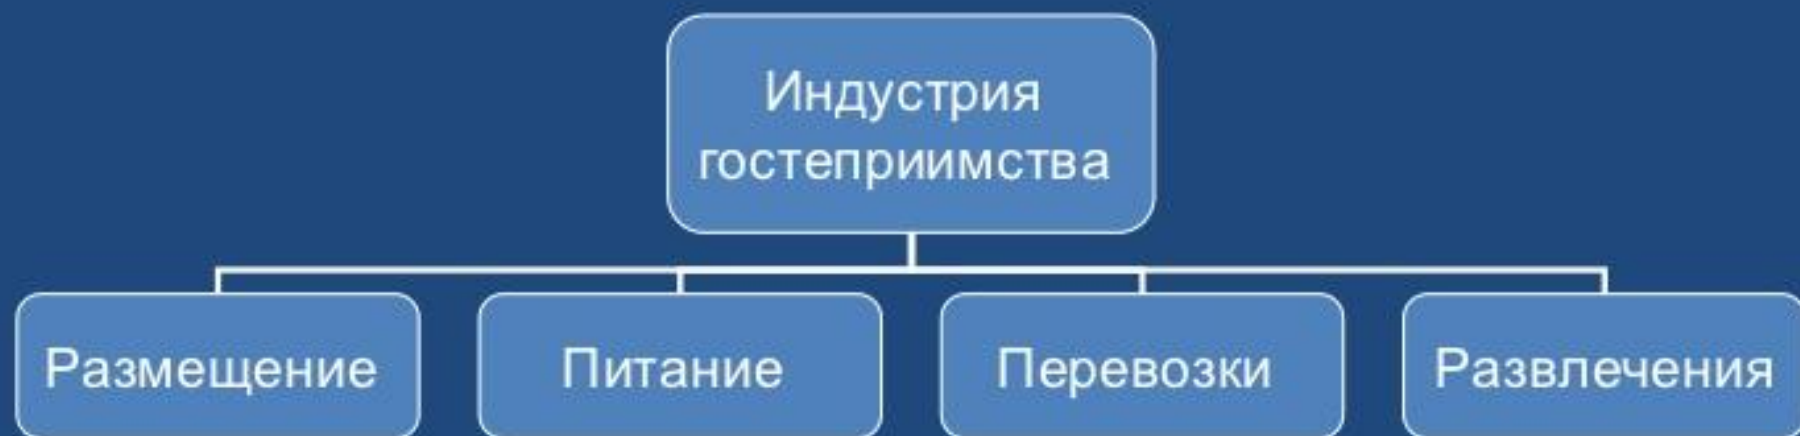 Индустрия
гостеприимства
Размещение
Питание
Перевозки
Развлечения